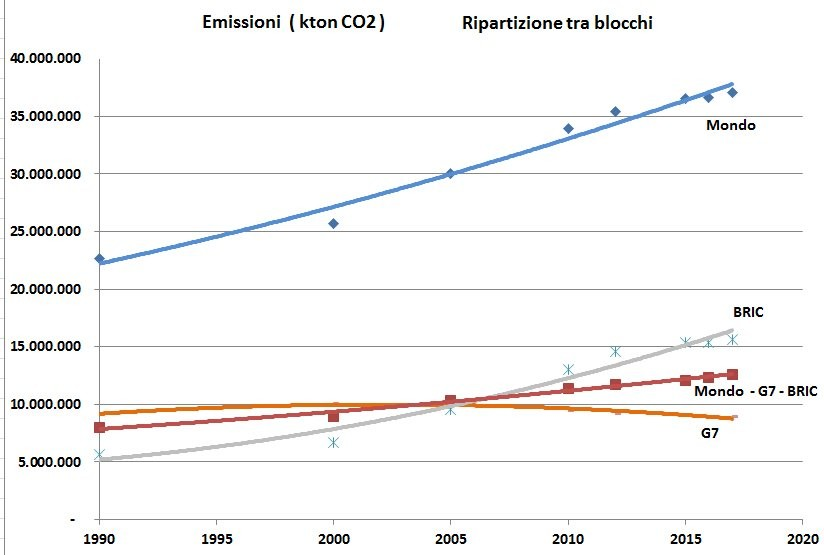 Emissioni ( kton CO2 ) Ripartizione tra blocchi
40.000.000
35.000.000
Mondo
30.000.000
25.000.000
20.000.000
BRIC
15.000.000
Mondo - G7 - BRIC
10.000.000
G7
5.000.000
-
1990 1995 2000 2005 2010 2015 2020